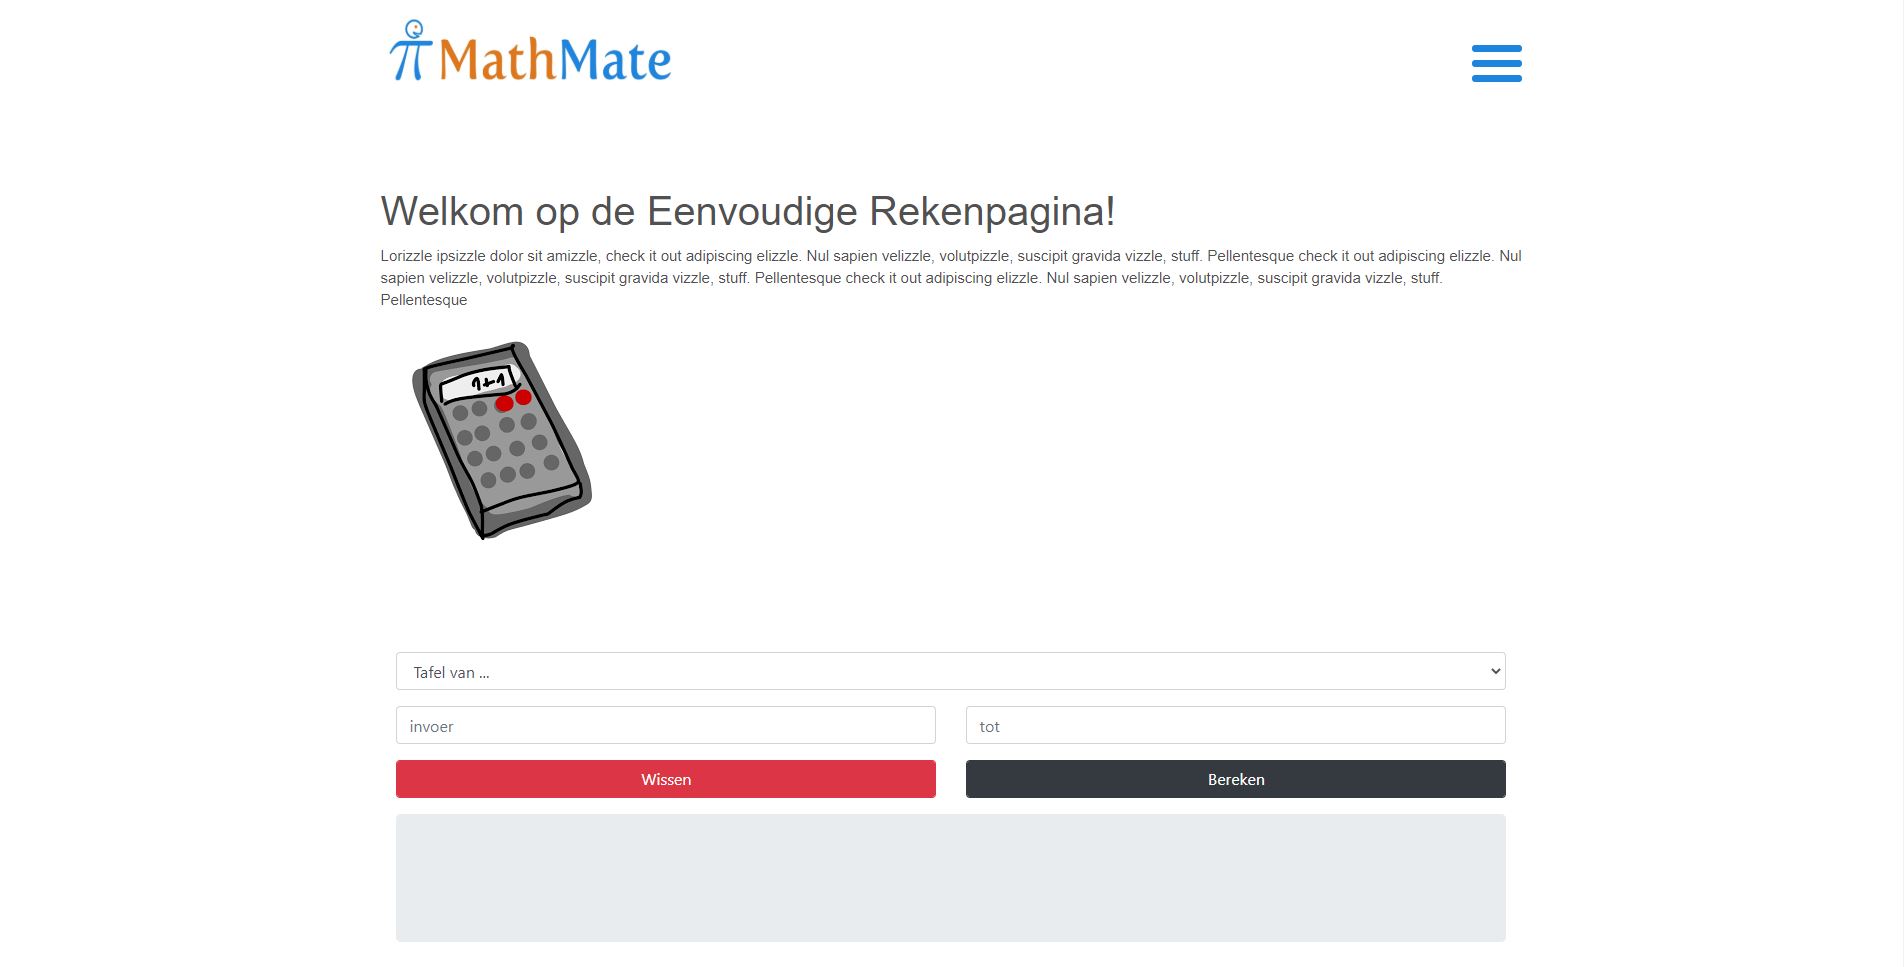 MathMate
Welkom op de Eenvoudige Rekenpagina!
Lorizzle ipsizzle dolor sit amizzle, check it out adipiscing elizzle. Nul sapien velizzle, volutpizzle, suscipit gravida vizzle, stuff. Pellentesque check it out adipiscing elizzle. Nul
sapien velizzle, volutpizzle, suscipit gravida vizzle, stuff. Pellentesque check it out adipiscing elizzle. Nul sapien velizzle, volutpizzle, suscipit gravida vizzle, stuff.
Pellentesque
1+1
Tafel van ...
invoer
tot
Wissen
Bereken